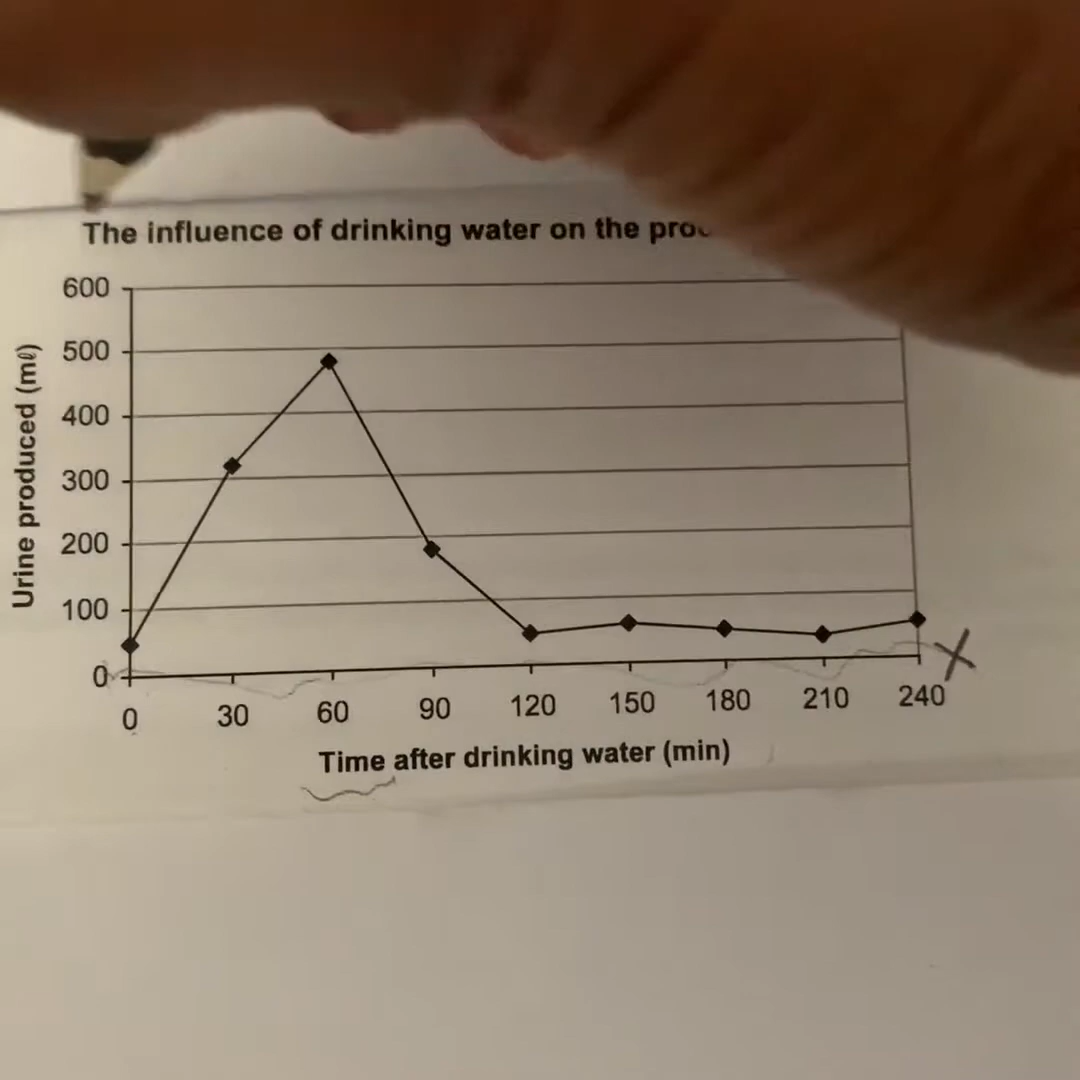 The influence of drinking water on the
600
500
400
300
200
100
0
Urine produced (mℓ)
0 30 60 90 120 150 180 210 240
X
Time after drinking water (min)